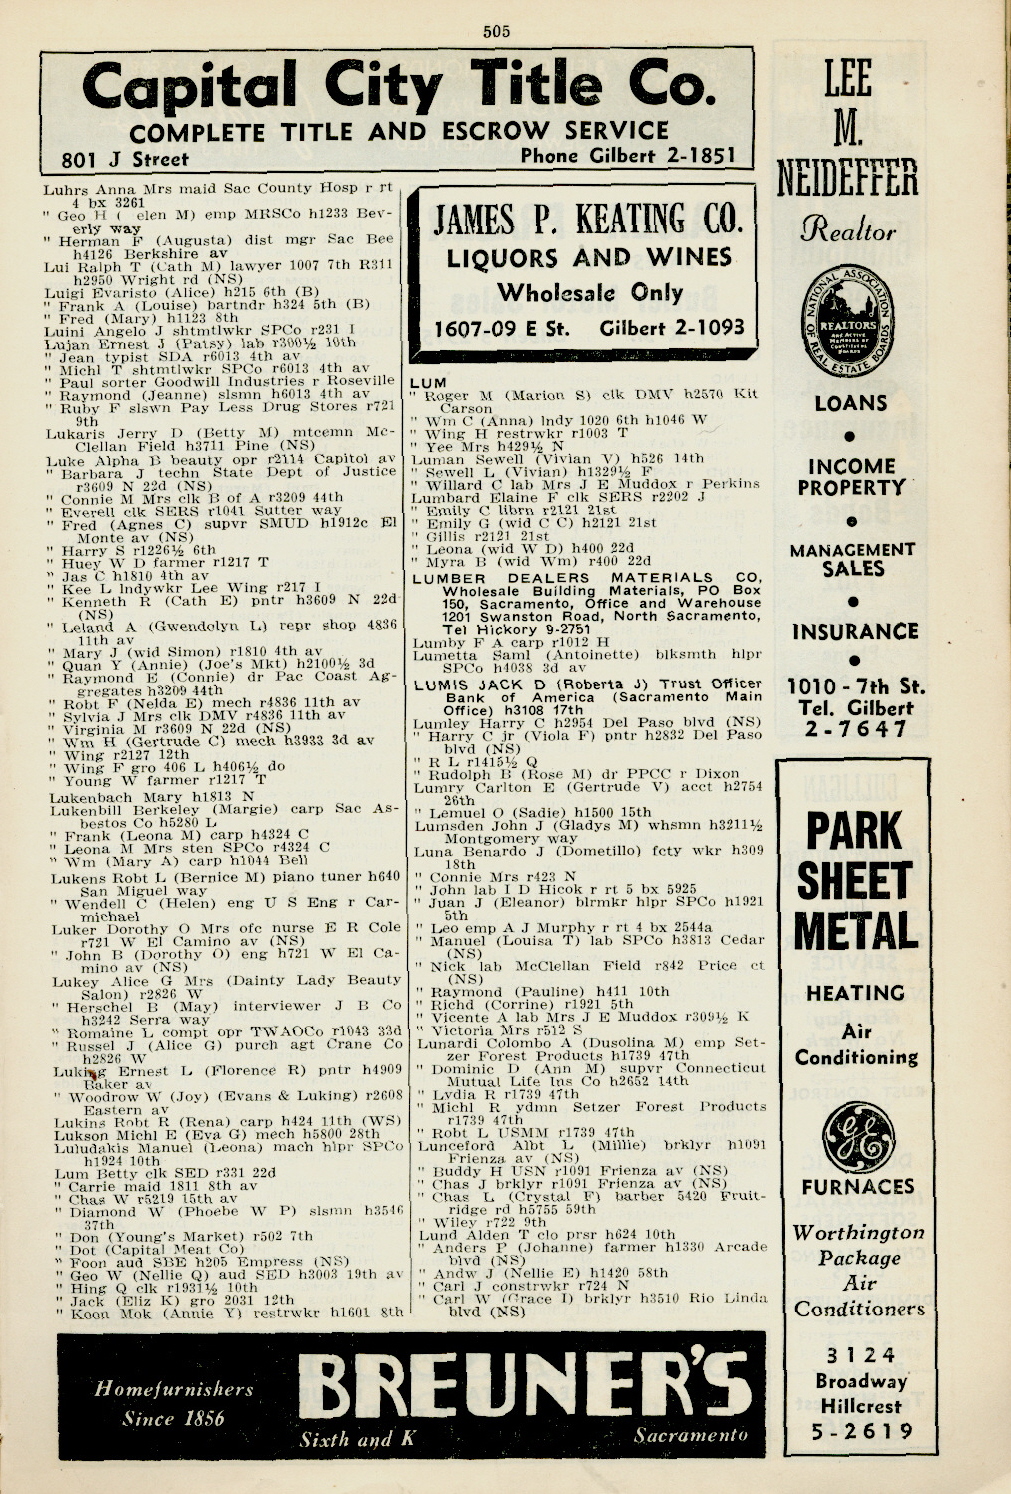 505
Capital City Title Co.
COMPLETE TITLE AND ESCROW SERVICE
801 J Street Phone Gilbert 2-1851
Luhrs Anna Mrs maid Sac County Hosp r rt
4 bx 3261
" Geo H ( elen M) emp MRSCo h1233 Bev-
erly way
" Herman F (Augusta) dist mgr Sac Bee
h4126 Berkshire av
Lui Ralph T (Cath M) lawyer 1007 7th R311
h2950 Wright rd (NS)
Luigi Evaristo (Alice) h215 6th (B)
" Frank A (Louise) bartndr h324 5th (B)
" Fred (Mary) h1123 8th
Luini Angelo J shtmtlwkr SPCo r231 I
Lujan Ernest J (Patsy) lab r300½ 10th
" Jean typist SDA r6013 4th av
" Michl T shtmtlwkr SPCo r6013 4th av
" Paul sorter Goodwill Industries r Roseville
" Raymond (Jeanne) slsmn h6013 4th av
" Ruby F slswn Pay Less Drug Stores r721
9th
Lukaris Jerry D (Betty M) mtcemn Mc-
Clellan Field h3711 Pine (NS)
Luke Alpha B beauty opr r2114 Capitol av
" Barbara J techn State Dept of Justice
r3609 N 22d (NS)
" Connie M Mrs clk B of A r3209 44th
" Everell clk SERS r1041 Sutter way
" Fred (Agnes C) supvr SMUD h1912c El
Monte av (NS)
" Harry S r1226½ 6th
" Huey W D farmer r1217 T
" Jas C h1810 4th av
" Kee L lndywkr Lee Wing r217 I
" Kenneth R (Cath E) pntr h3609 N 22d
(NS)
" Leland A (Gwendolyn L) repr shop 4836
11th av
" Mary J (wid Simon) r1810 4th av
" Quan Y (Annie) (Joe's Mkt) h2100½ 3d
" Raymond E (Connie) dr Pac Coast Ag-
gregates h3209 44th
" Robt F (Nelda E) mech r4836 11th av
" Sylvia J Mrs clk DMV r4836 11th av
" Virginia M r3609 N 22d (NS)
" Wm H (Gertrude C) mech h3933 3d av
" Wing r2127 12th
" Wing F gro 406 L h406½ do
" Young W farmer r1217 T
Lukenbach Mary h1813 N
Lukenbill Berkeley (Margie) carp Sac As-
bestos Co h5280 L
" Frank (Leona M) carp h4324 C
" Leona M Mrs sten SPCo r4324 C
" Wm (Mary A) carp h1044 Bell
Lukens Robt L (Bernice M) piano tuner h640
San Miguel way
" Wendell C (Helen) eng U S Eng r Car-
michael
Luker Dorothy O Mrs ofc nurse E R Cole
r721 W El Camino av (NS)
" John B (Dorothy O) eng h721 W El Ca-
mino av (NS)
Lukey Alice G Mrs (Dainty Lady Beauty
Salon) r2826 W
" Herschel B (May) interviewer J B Co
h3242 Serra way
" Romaine L compt opr TWAOCo r1043 33d
" Russel J (Alice G) purch agt Crane Co
h2826 W
Luking Ernest L (Florence R) pntr h4909
Baker av
" Woodrow W (Joy) (Evans & Luking) r2608
Eastern av
Lukins Robt R (Rena) carp h424 11th (WS)
Lukson Michl E (Eva G) mech h5800 28th
Luludakis Manuel (Leona) mach hlpr SPCo
h1924 10th
Lum Betty clk SED r331 22d
" Carrie maid 1811 8th av
" Chas W r5219 15th av
" Diamond W (Phoebe W P) slsmn h3546
37th
" Don (Young's Market) r502 7th
" Dot (Capital Meat Co)
" Foon aud SBE h205 Empress (NS)
" Geo W (Nellie Q) aud SED h3003 19th av
" Hing Q clk r1931½ 10th
" Jack (Eliz K) gro 2031 12th
" Koon Mok (Annie Y) restrwkr h1601 8th
JAMES P. KEATING CO.
LIQUORS AND WINES
Wholesale Only
1607-09 E St. Gilbert 2-1093
LUM
" Roger M (Marion S) clk DMV h2570 Kit
Carson
" Wm C (Anna) lndy 1020 6th h1046 W
" Wing H restrwkr r1003 T
" Yee Mrs h429½ N
Luman Sewell (Vivian V) h526 14th
" Sewell L (Vivian) h1329½ F
" Willard C lab Mrs J E Muddox r Perkins
Lumbard Elaine F clk SERS r2202 J
" Emily C librn r2121 21st
" Emily G (wid C C) h2121 21st
" Gillis r2121 21st
" Leona (wid W D) h400 22d
" Myra B (wid Wm) r400 22d
LUMBER DEALERS MATERIALS CO,
Wholesale Building Materials, PO Box
150, Sacramento, Office and Warehouse
1201 Swanston Road, North Sacramento,
Tel Hickory 9-2751
Lumby F A carp r1012 H
Lumetta Saml (Antoinette) blksmth hlpr
SPCo h4038 3d av
LUMIS JACK D (Roberta J) Trust Officer
Bank of America (Sacramento Main
Office) h3108 17th
Lumley Harry C h2954 Del Paso blvd (NS)
" Harry C jr (Viola F) pntr h2832 Del Paso
blvd (NS)
" R L r1415½ Q
" Rudolph B (Rose M) dr PPCC r Dixon
Lumry Carlton E (Gertrude V) acct h2754
26th
" Lemuel O (Sadie) h1500 15th
Lumsden John J (Gladys M) whsmn h3211½
Montgomery way
Luna Benardo J (Dometillo) fcty wkr h309
18th
" Connie Mrs r423 N
" John lab I D Hicok r rt 5 bx 5925
" Juan J (Eleanor) blrmkr hlpr SPCo h1921
5th
" Leo emp A J Murphy r rt 4 bx 2544a
" Manuel (Louisa T) lab SPCo h3813 Cedar
(NS)
" Nick lab McClellan Field r842 Price ct
(NS)
" Raymond (Pauline) h411 10th
" Richd (Corrine) r1921 5th
" Vicente A lab Mrs J E Muddox r309½ K
" Victoria Mrs r512 S
Lunardi Colombo A (Dusolina M) emp Set-
zer Forest Products h1739 47th
" Dominic D (Ann M) supvr Connecticut
Mutual Life Ins Co h2652 14th
" Lydia R r1739 47th
" Michl R ydmn Setzer Forest Products
r1739 47th
" Robt L USMM r1739 47th
Lunceford Albt L (Millie) brklyr h1091
Frienza av (NS)
" Buddy H USN r1091 Frienza av (NS)
" Chas J brklyr r1091 Frienza av (NS)
" Chas L (Crystal F) barber 5420 Fruit-
ridge rd h5755 59th
" Wiley r722 9th
Lund Alden T clo prsr h624 10th
" Anders P (Johanne) farmer h1330 Arcade
blvd (NS)
" Andw J (Nellie E) h1420 58th
" Carl J constrwkr r724 N
" Carl W (Grace I) brklyr h3510 Rio Linda
blvd (NS)
LEE
M.
NEIDEFFER
Realtor
NATIONAL ASSOCIATION
OF REAL ESTATE BOARDS
REALTORS
ARE ACTIVE
MEMBERS OF
CONSTITUENT
BOARDS
LOANS
•
INCOME
PROPERTY
•
MANAGEMENT
SALES
•
INSURANCE
•
1010 - 7th St.
Tel. Gilbert
2-7647
PARK
SHEET
METAL
HEATING
Air
Conditioning
GE
FURNACES
Worthington
Package
Air
Conditioners
3124
Broadway
Hillcrest
5-2619
Homefurnishers
Since 1856
BREUNER'S
Sixth and K Sacramento